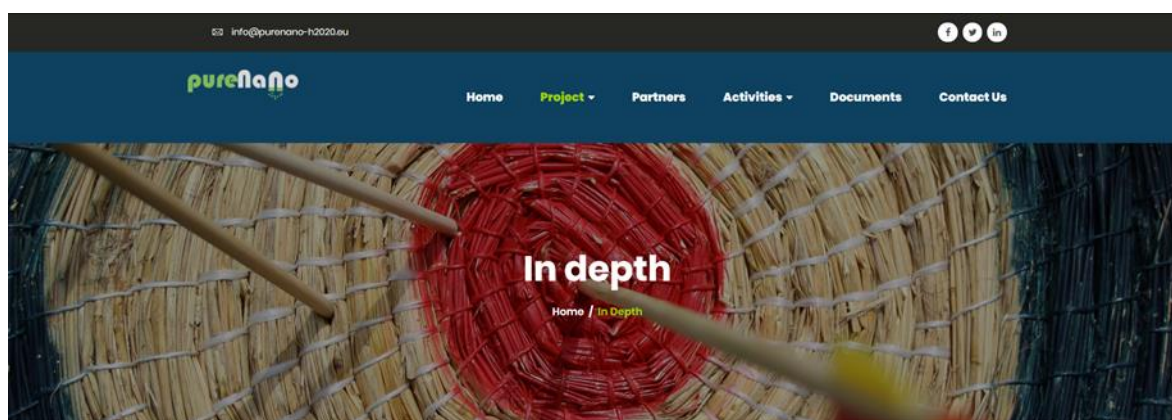 info@purenano-h2020.eu
pureNano
Home Project Partners Activities Documents Contact Us
In depth
Home / In Depth